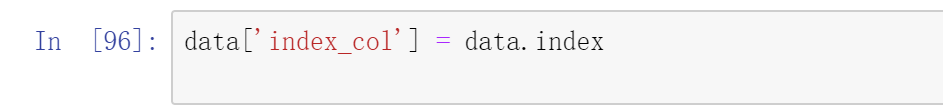 In [96]: data['index_col'] = data.index